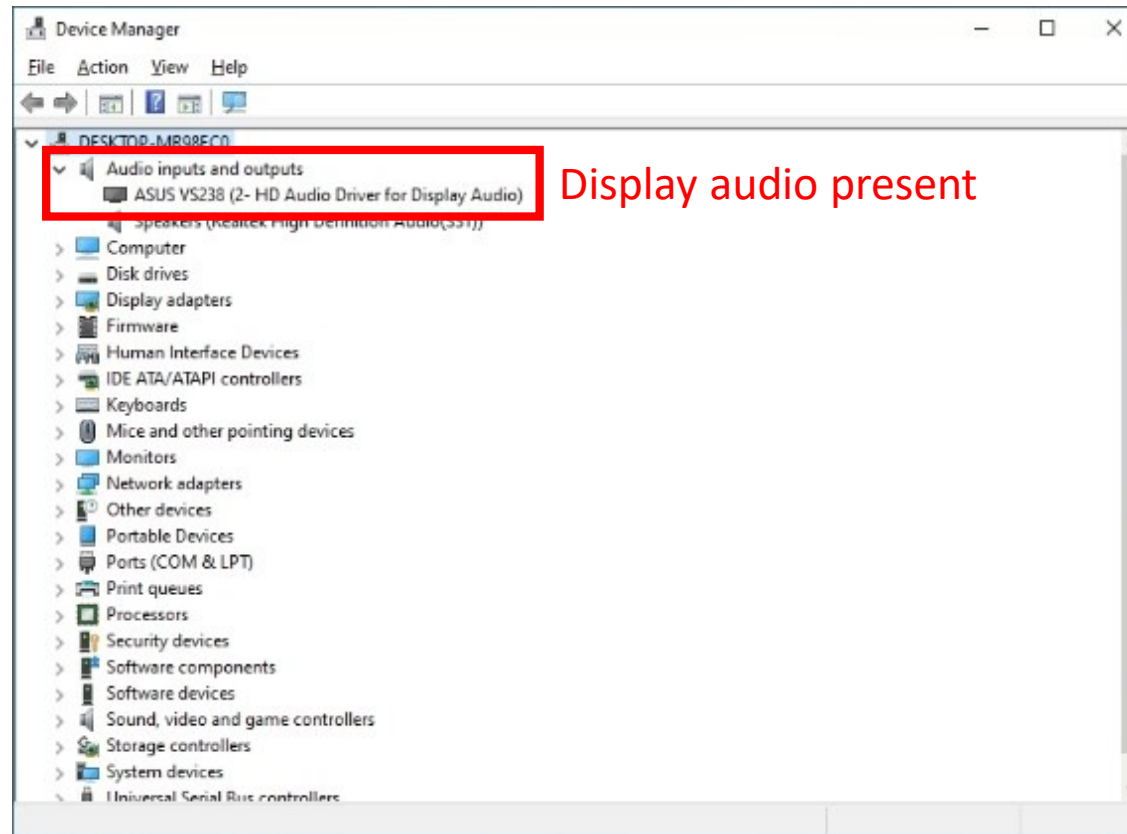 Device Manager
File Action View Help
DESKTOP-MR98EC0
Audio inputs and outputs
ASUS VS238 (2- HD Audio Driver for Display Audio)
Display audio present
Speakers (Realtek High Definition Audio(SST))
Computer
Disk drives
Display adapters
Firmware
Human Interface Devices
IDE ATA/ATAPI controllers
Keyboards
Mice and other pointing devices
Monitors
Network adapters
Other devices
Portable Devices
Ports (COM & LPT)
Print queues
Processors
Security devices
Software components
Software devices
Sound, video and game controllers
Storage controllers
System devices
Universal Serial Bus controllers